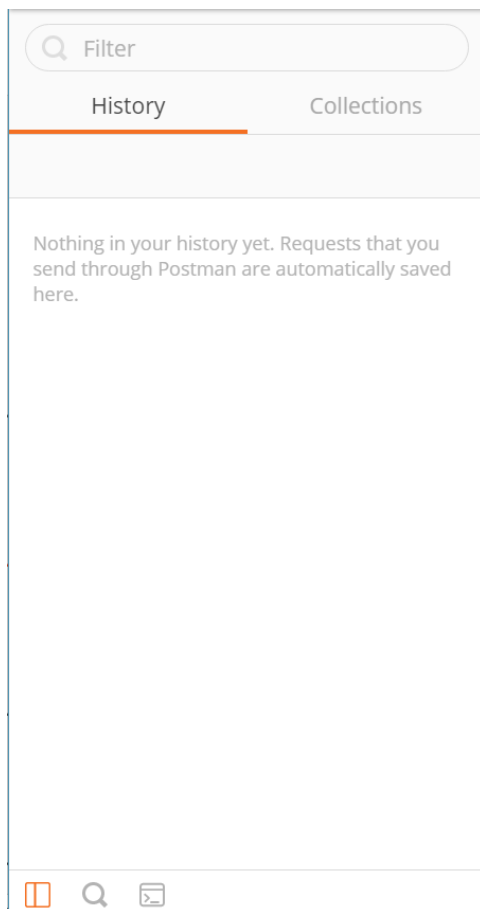 Filter
History Collections
Nothing in your history yet. Requests that you
send through Postman are automatically saved
here.